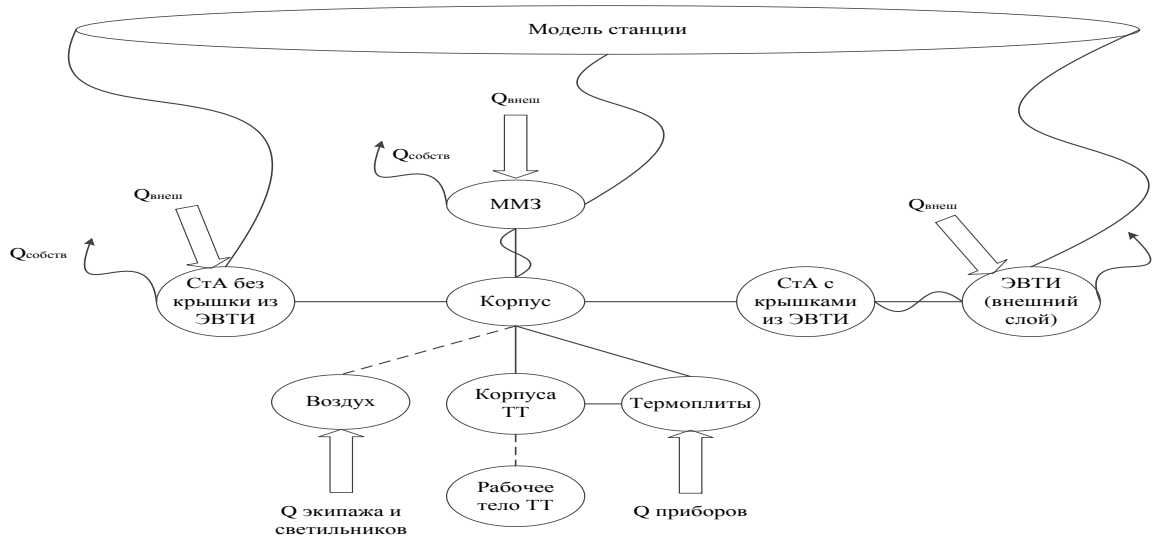 Модель станции
Qвнеш
Qсобств
ММЗ
Qвнеш
Qвнеш
Qсобств
СтА без
крышки из
ЭВТИ
Корпус
СтА с
крышками
из ЭВТИ
ЭВТИ
(внешний
слой)
Воздух
Корпуса
ТТ
Термоплиты
Рабочее
тело ТТ
Q экипажа и
светильников
Q приборов